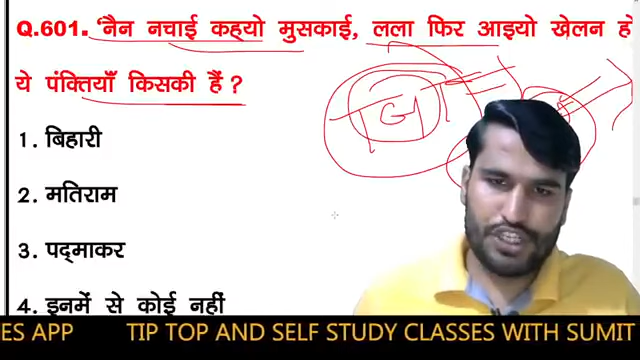 Q.601. 'नैन नचाई कह्यो मुसकाई, लला फिर आइयो खेलन हो
ये पंक्तियाँ किसकी हैं ?
1. बिहारी
2. मतिराम
3. पद्माकर
4. इनमें से कोई नहीं
ES APP TIP TOP AND SELF STUDY CLASSES WITH SUMIT